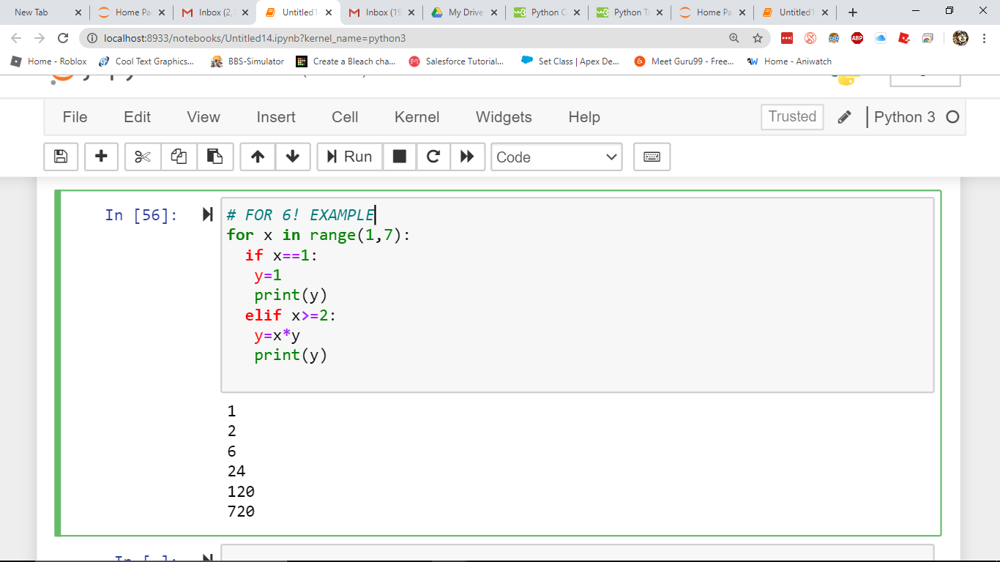 New Tab
Home Pa
Inbox (2,1
Untitled1
Inbox (19
My Drive
Python C
Python T
Home Pa
Untitled1
localhost:8933/notebooks/Untitled14.ipynb?kernel_name=python3
ABP
Home - Roblox
Cool Text Graphics...
BBS-Simulator
Create a Bleach cha...
Salesforce Tutorial...
Set Class | Apex De...
Meet Guru99 - Free...
Home - Aniwatch
File Edit View Insert Cell Kernel Widgets Help
Trusted
Python 3
Run
Code
In [56]:
# FOR 6! EXAMPLE
for x in range(1,7):
if x==1:
y=1
print(y)
elif x>=2:
y=x*y
print(y)
1
2
6
24
120
720
In [ ]: